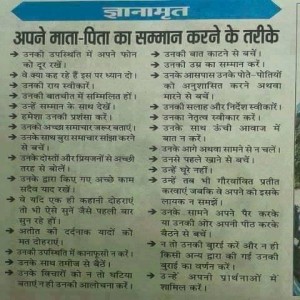 ज्ञानामृत
अपने माता-पिता का सम्मान करने के तरीके
→ उनकी उपस्थिति में अपने फोन
को दूर रखें।
→ वे क्या कह रहे हैं इस पर ध्यान दो।
→ उनकी राय स्वीकारें।
→ उनकी बातचीत में सम्मिलित हों।
→ उन्हें सम्मान के साथ देखें।
→ हमेशा उनकी प्रशंसा करें।
→ उनको अच्छा समाचार जरूर बताएं।
→ उनके साथ बुरा समाचार साझा करने
से बचें।
→ उनके दोस्तों और प्रियजनों से अच्छी
तरह से बोलें।
→ उनके द्वारा किए गए अच्छे काम
सदैव याद रखें।
→ वे यदि एक ही कहानी दोहराएं
तो भी ऐसे सुनें जैसे पहली बार
सुन रहे हों।
→ अतीत की दर्दनाक यादों को
मत दोहराएं।
→ उनकी उपस्थिति में कानाफूसी न करें।
→ उनके साथ तमीज से बैठें।
→ उनके विचारों को न तो घटिया
बताएं न ही उनकी आलोचना करें।
→ उनकी बात काटने से बचें।
→ उनकी उम्र का सम्मान करें।
→ उनके आसपास उनके पोते-पोतियों
को अनुशासित करने अथवा
मारने से बचें।
→ उनकी सलाह और निर्देश स्वीकारें।
→ उनका नेतृत्व स्वीकार करें।
→ उनके साथ ऊंची आवाज में
बात न करें।
→ उनके आगे अथवा सामने से न चलें।
→ उनसे पहले खाने से बचें।
→ उन्हें घूरें नहीं।
→ उन्हें तब भी गौरवान्वित प्रतीत
करवाएं जबकि वे अपने को इसके
लायक न समझें।
→ उनके सामने अपने पैर करके
या उनकी ओर अपनी पीठ करके
बैठने से बचें।
→ न तो उनकी बुराई करें और न ही
किसी अन्य द्वारा की गई उनकी
बुराई का वर्णन करें।
→ उन्हें अपनी प्रार्थनाओं में
शामिल करें।